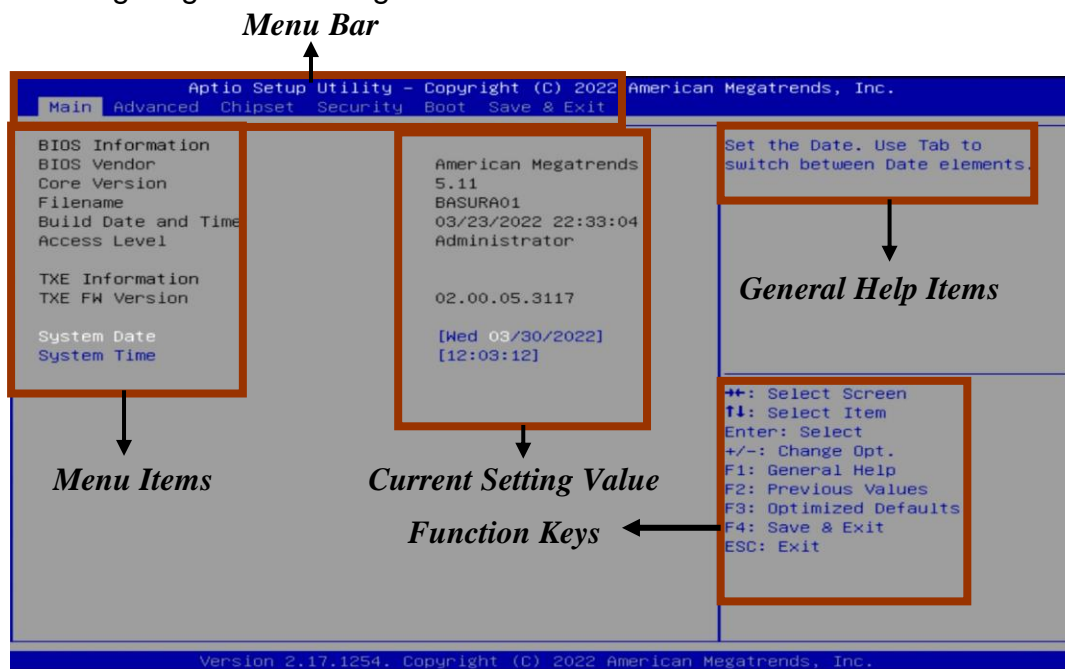 Menu Bar
Aptio Setup Utility – Copyright (C) 2022 American Megatrends, Inc.
Main Advanced Chipset Security Boot Save & Exit
BIOS Information
BIOS Vendor American Megatrends
Core Version 5.11
Filename BASURA01
Build Date and Time 03/23/2022 22:33:04
Access Level Administrator
TXE Information
TXE FW Version 02.00.05.3117
System Date [Wed 03/30/2022]
System Time [12:03:12]
Set the Date. Use Tab to
switch between Date elements.
General Help Items
→←: Select Screen
↑↓: Select Item
Enter: Select
+/-: Change Opt.
F1: General Help
F2: Previous Values
F3: Optimized Defaults
F4: Save & Exit
ESC: Exit
Menu Items
Current Setting Value
Function Keys
Version 2.17.1254. Copyright (C) 2022 American Megatrends, Inc.